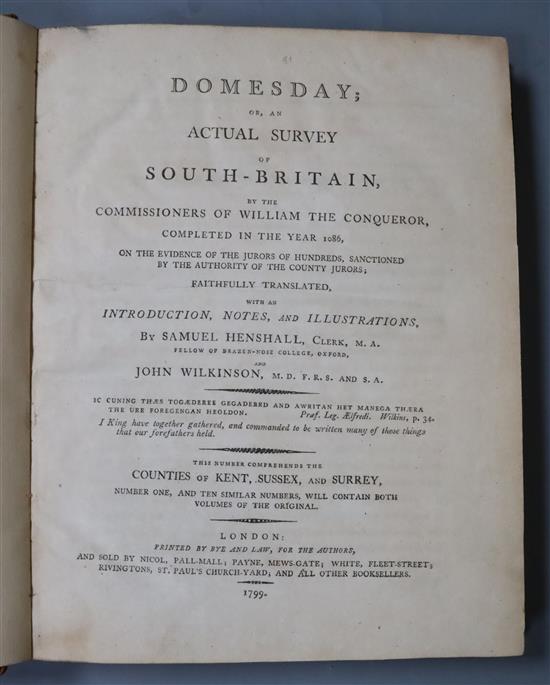 DOMESDAY;
OR, AN
ACTUAL SURVEY
OF
SOUTH-BRITAIN,
BY THE
COMMISSIONERS OF WILLIAM THE CONQUEROR,
COMPLETED IN THE YEAR 1086,
ON THE EVIDENCE OF THE JURORS OF HUNDREDS, SANCTIONED
BY THE AUTHORITY OF THE COUNTY JURORS;
FAITHFULLY TRANSLATED,
WITH AN
INTRODUCTION, NOTES, AND ILLUSTRATIONS,
BY SAMUEL HENSHALL, CLERK, M. A.
FELLOW OF BRAZEN-NOSE COLLEGE, OXFORD,
AND
JOHN WILKINSON, M. D. F. R. S. AND S. A.
IC CUNING THÆS TOGÆDERES GEGADERED AND AWRITAN HET MANEGA THÆRA
THE URE FOREGENGAN HEOLDON. Præf. Leg. Ælfredi. Wilkins, p. 34.
I King have together gathered, and commanded to be written many of those things
that our forefathers held.
THIS NUMBER COMPREHENDS THE
COUNTIES OF KENT, SUSSEX, AND SURREY,
NUMBER ONE, AND TEN SIMILAR NUMBERS, WILL CONTAIN BOTH
VOLUMES OF THE ORIGINAL.
LONDON:
PRINTED BY BYE AND LAW, FOR THE AUTHORS,
AND SOLD BY NICOL, PALL-MALL; PAYNE, MEWS-GATE; WHITE, FLEET-STREET;
RIVINGTONS, ST. PAUL'S CHURCH-YARD; AND ALL OTHER BOOKSELLERS.
1799.